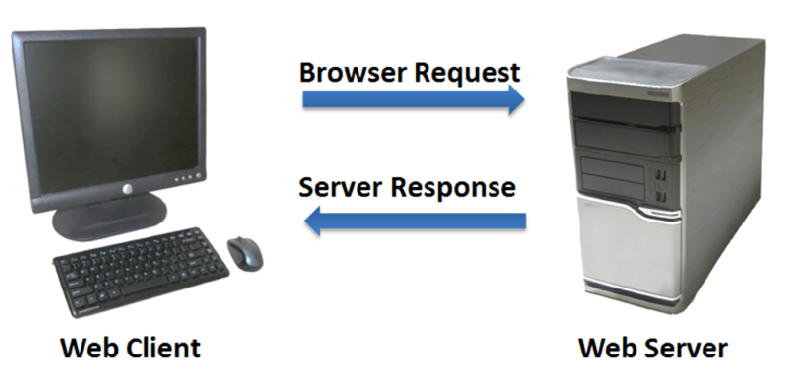 Browser Request
Server Response
Web Client
Web Server